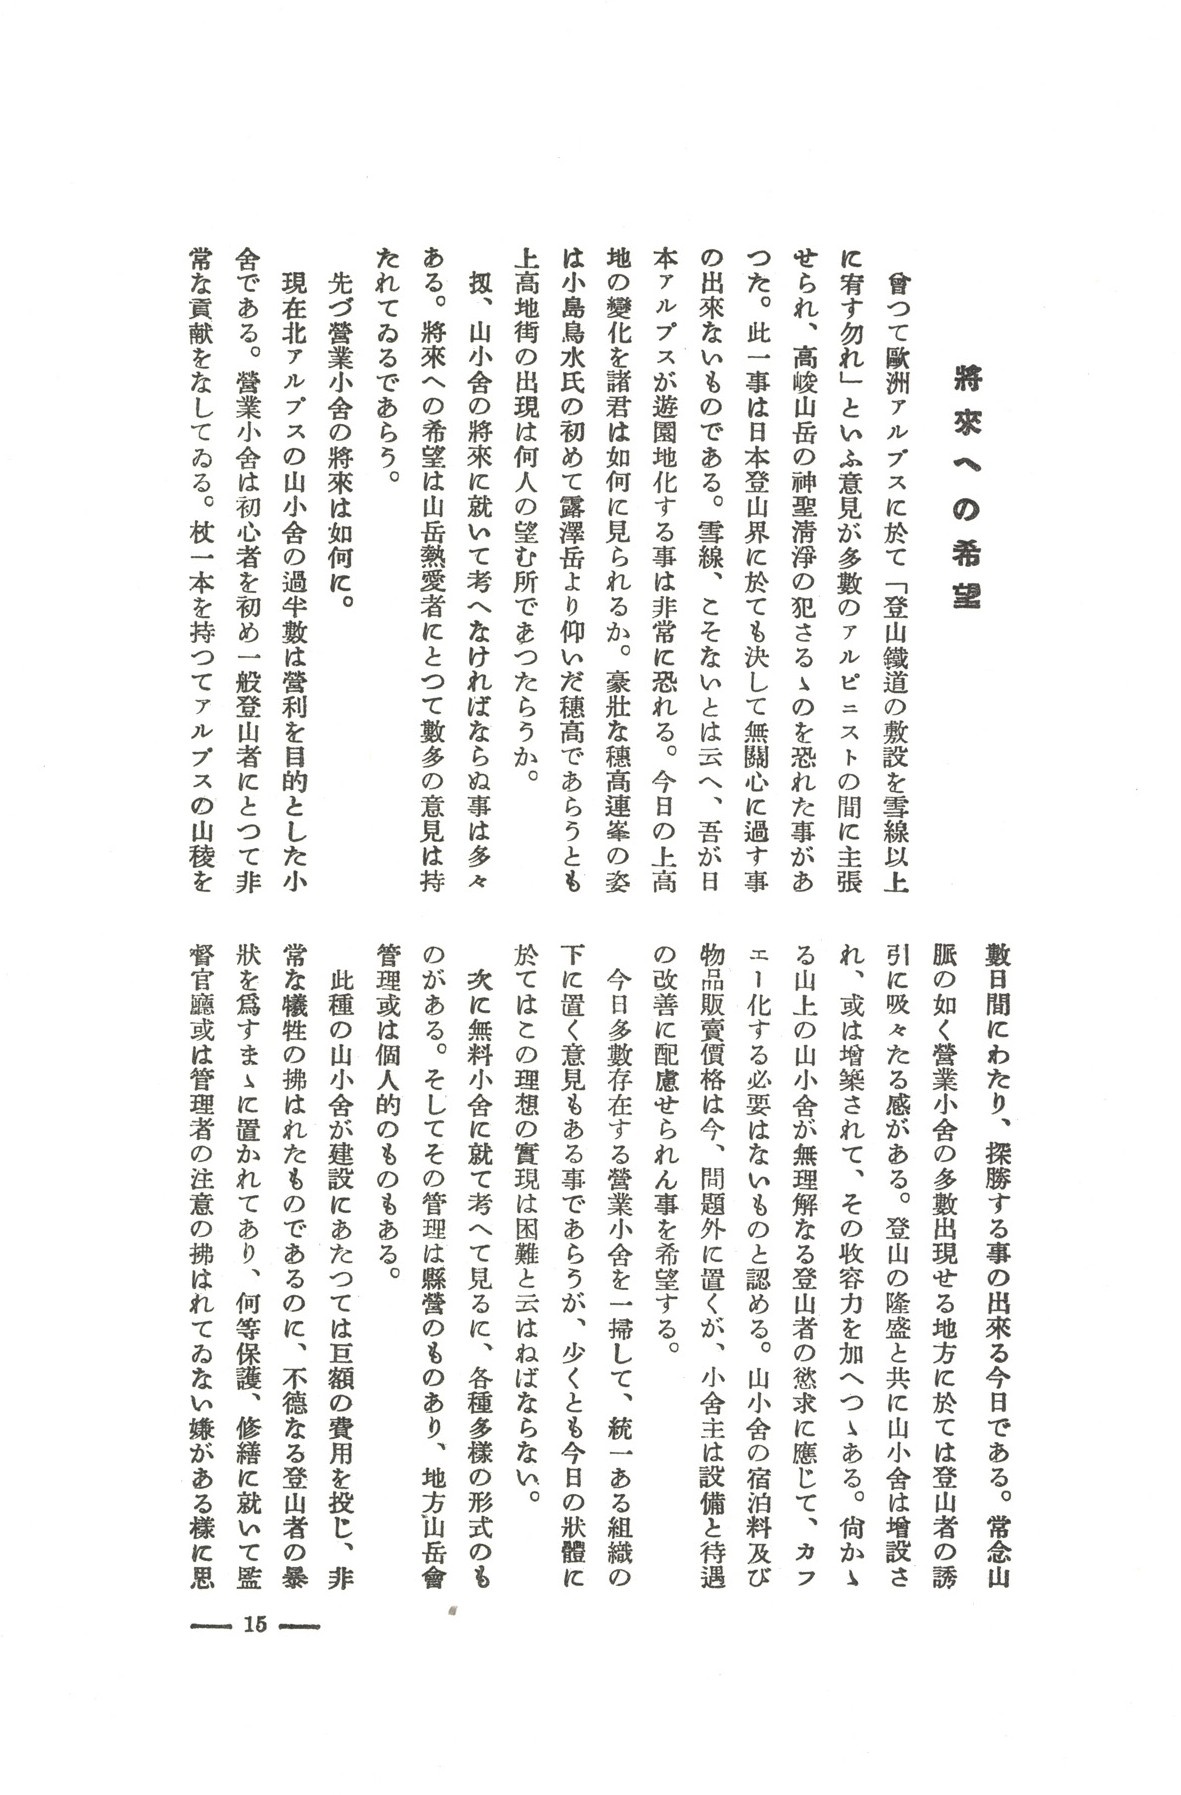 將來への希望
曾つて歐洲アルプスに於て「登山鐵道の敷設を雪線以上
に宥す勿れ」といふ意見が多數のアルピニストの間に主張
せられ、高峻山岳の神聖淸淨の犯さるゝのを恐れた事があ
つた。此一事は日本登山界に於ても決して無關心に過す事
の出來ないものである。雪線、こそないとは云へ、吾が日
本アルプスが遊園地化する事は非常に恐れる。今日の上高
地の變化を諸君は如何に見られるか。豪壯な穗高連峯の姿
は小島烏水氏の初めて霞澤岳より仰いだ穗高であらうとも
上高地街の出現は何人の望む所であつたらうか。
扨、山小舍の將來に就いて考へなければならぬ事は多々
ある。將來への希望は山岳熱愛者にとつて數多の意見は持
たれてゐるであらう。
先づ營業小舍の將來は如何に。
現在北アルプスの山小舍の過半數は營利を目的とした小
舍である。營業小舍は初心者を初め一般登山者にとつて非
常な貢献をなしてゐる。杖一本を持つてアルプスの山稜を
數日間にわたり、探勝する事の出來る今日である。常念山
脈の如く營業小舍の多數出現せる地方に於ては登山者の誘
引に吸々たる感がある。登山の隆盛と共に山小舍は增設さ
れ、或は增築されて、その收容力を加へつゝある。尙かゝ
る山上の山小舍が無理解なる登山者の慾求に應じて、カフ
エー化する必要はないものと認める。山小舍の宿泊料及び
物品販賣價格は今、問題外に置くが、小舍主は設備と待遇
の改善に配慮せられん事を希望する。
今日多數存在する營業小舍を一掃して、統一ある組織の
下に置く意見もある事であらうが、少くとも今日の狀體に
於てはこの理想の實現は困難と云はねばならない。
次に無料小舍に就て考へて見るに、各種多樣の形式のも
のがある。そしてその管理は縣營のものあり、地方山岳會
管理或は個人的のものもある。
此種の山小舍が建設にあたつては巨額の費用を投じ、非
常な犧牲の拂はれたものであるのに、不德なる登山者の暴
狀を爲すまゝに置かれてあり、何等保護、修繕に就いて監
督官廳或は管理者の注意の拂はれてゐない嫌がある樣に思
15